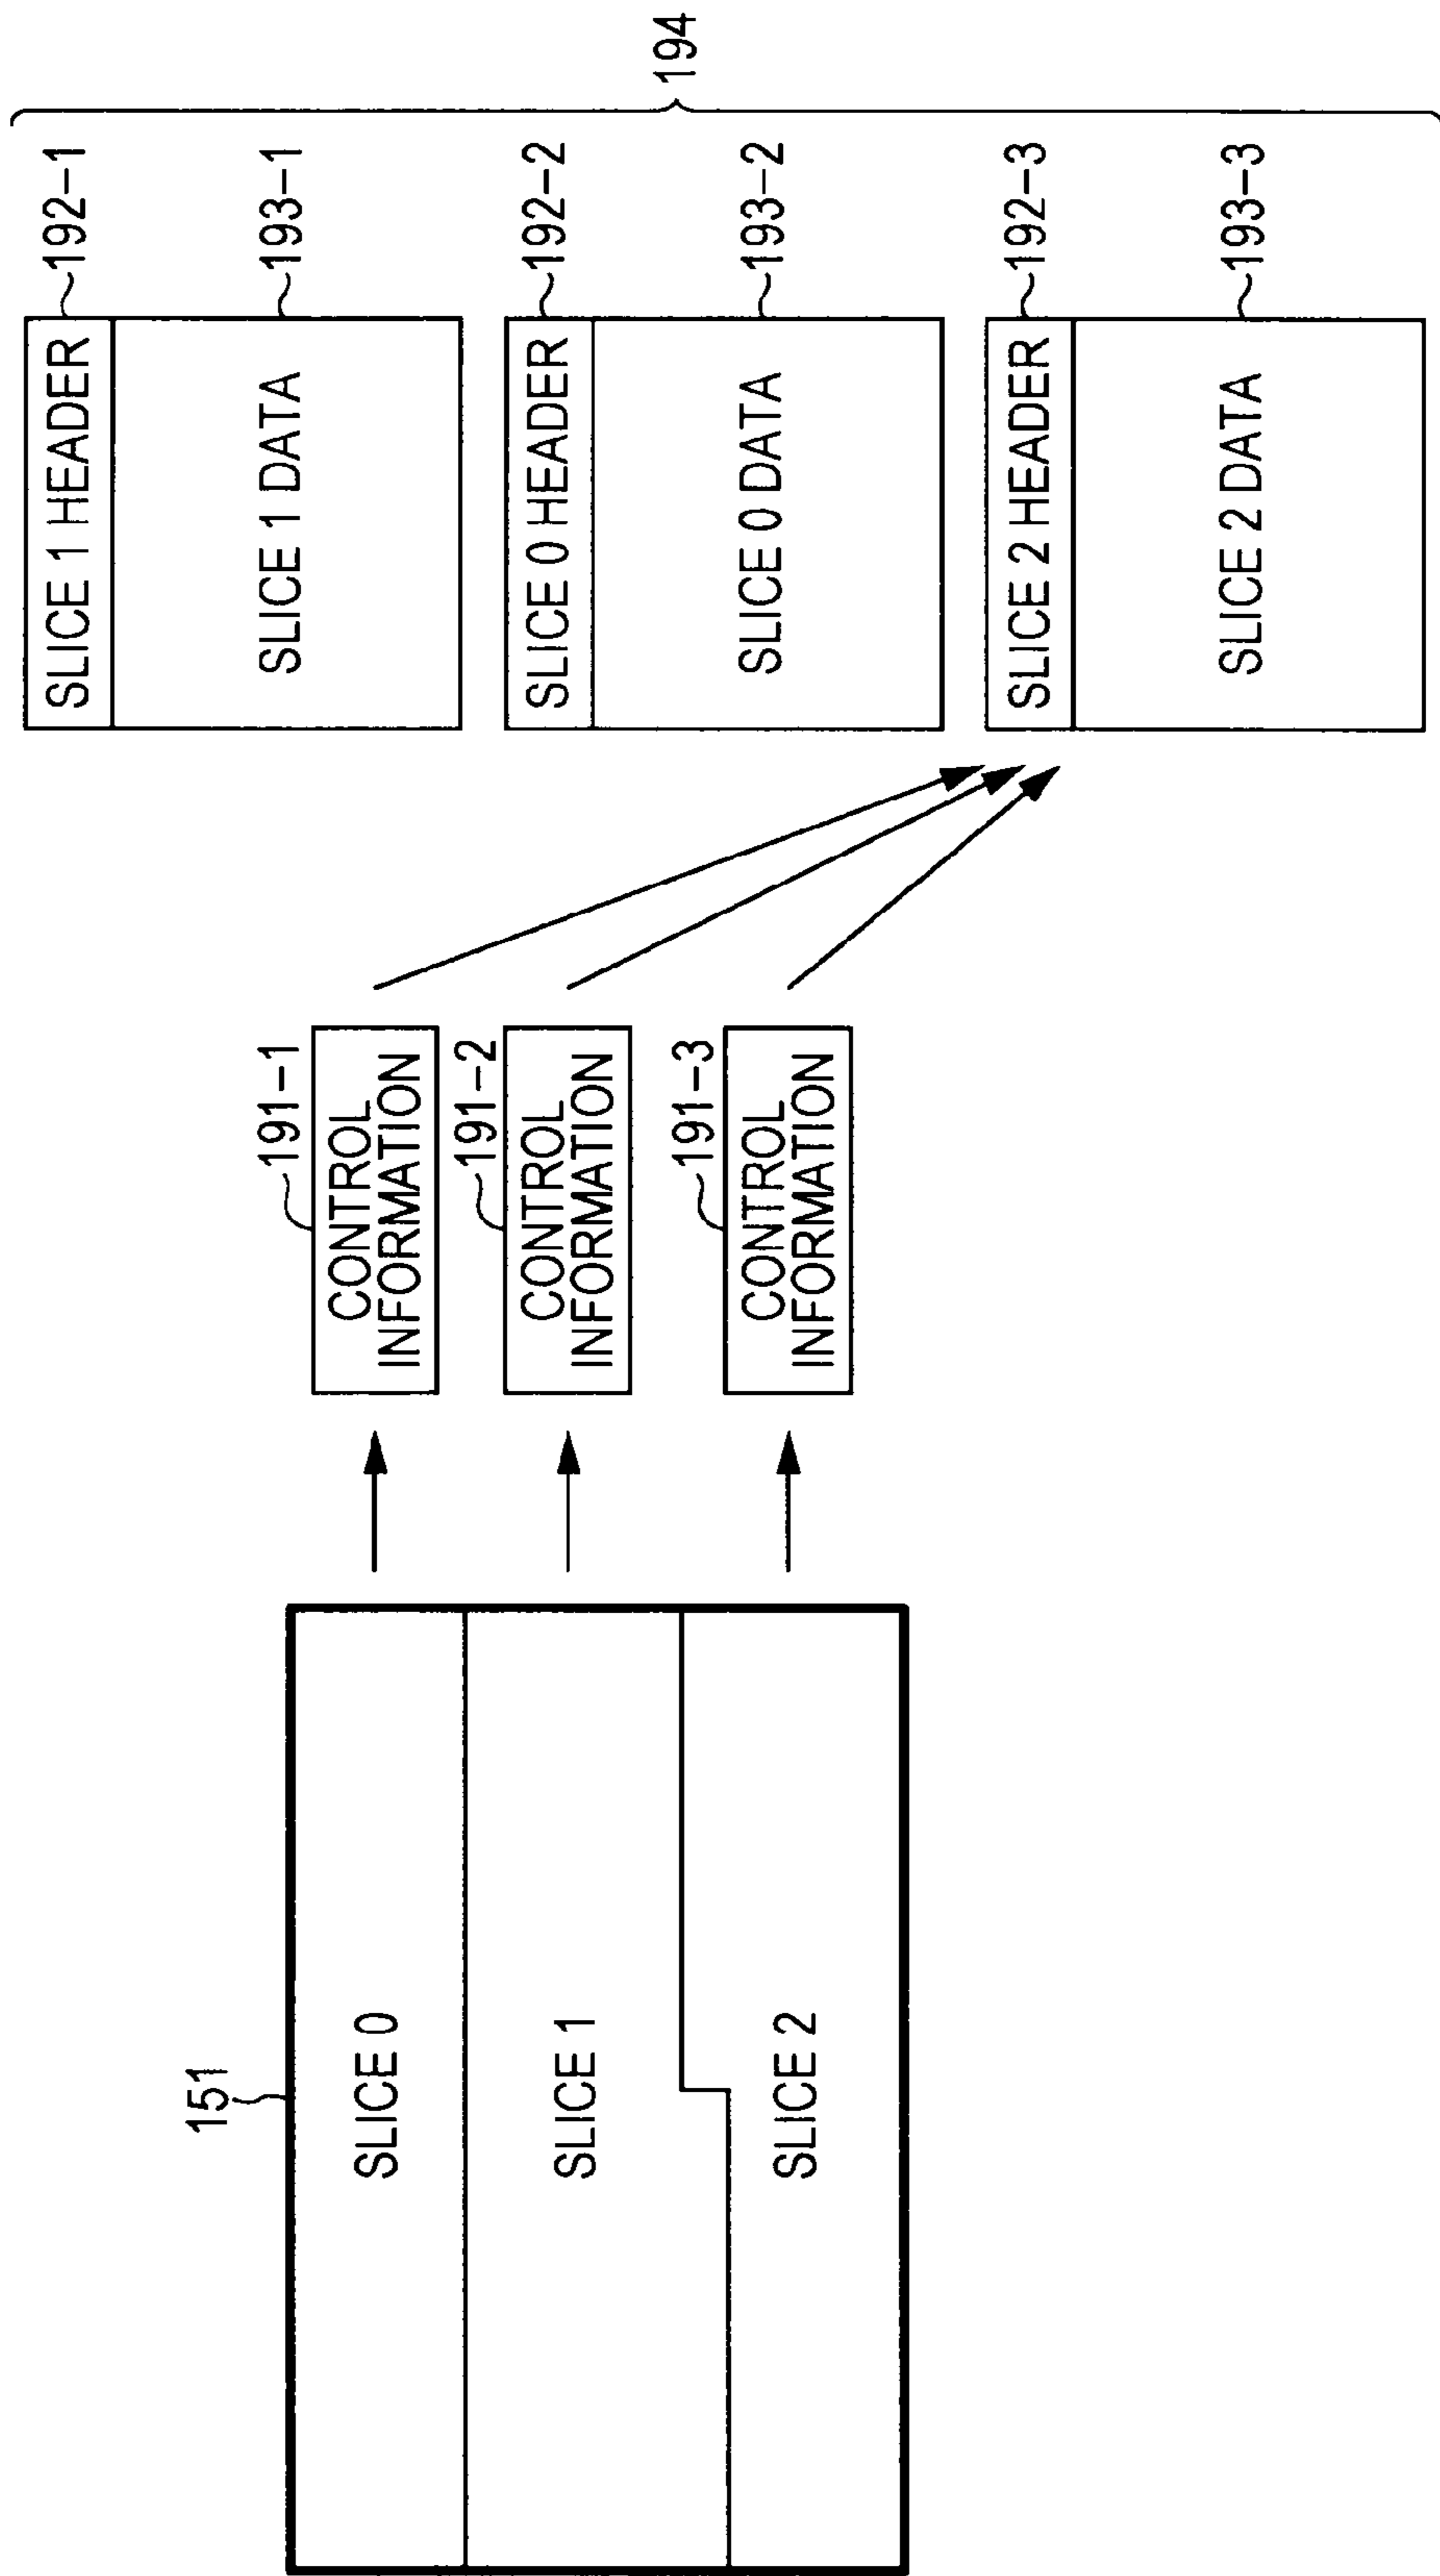 151
SLICE 0
SLICE 1
SLICE 2
191-1
CONTROL
INFORMATION
191-2
CONTROL
INFORMATION
191-3
CONTROL
INFORMATION
SLICE 1 HEADER
192-1
SLICE 1 DATA
193-1
SLICE 0 HEADER
192-2
SLICE 0 DATA
193-2
SLICE 2 HEADER
192-3
SLICE 2 DATA
193-3
194